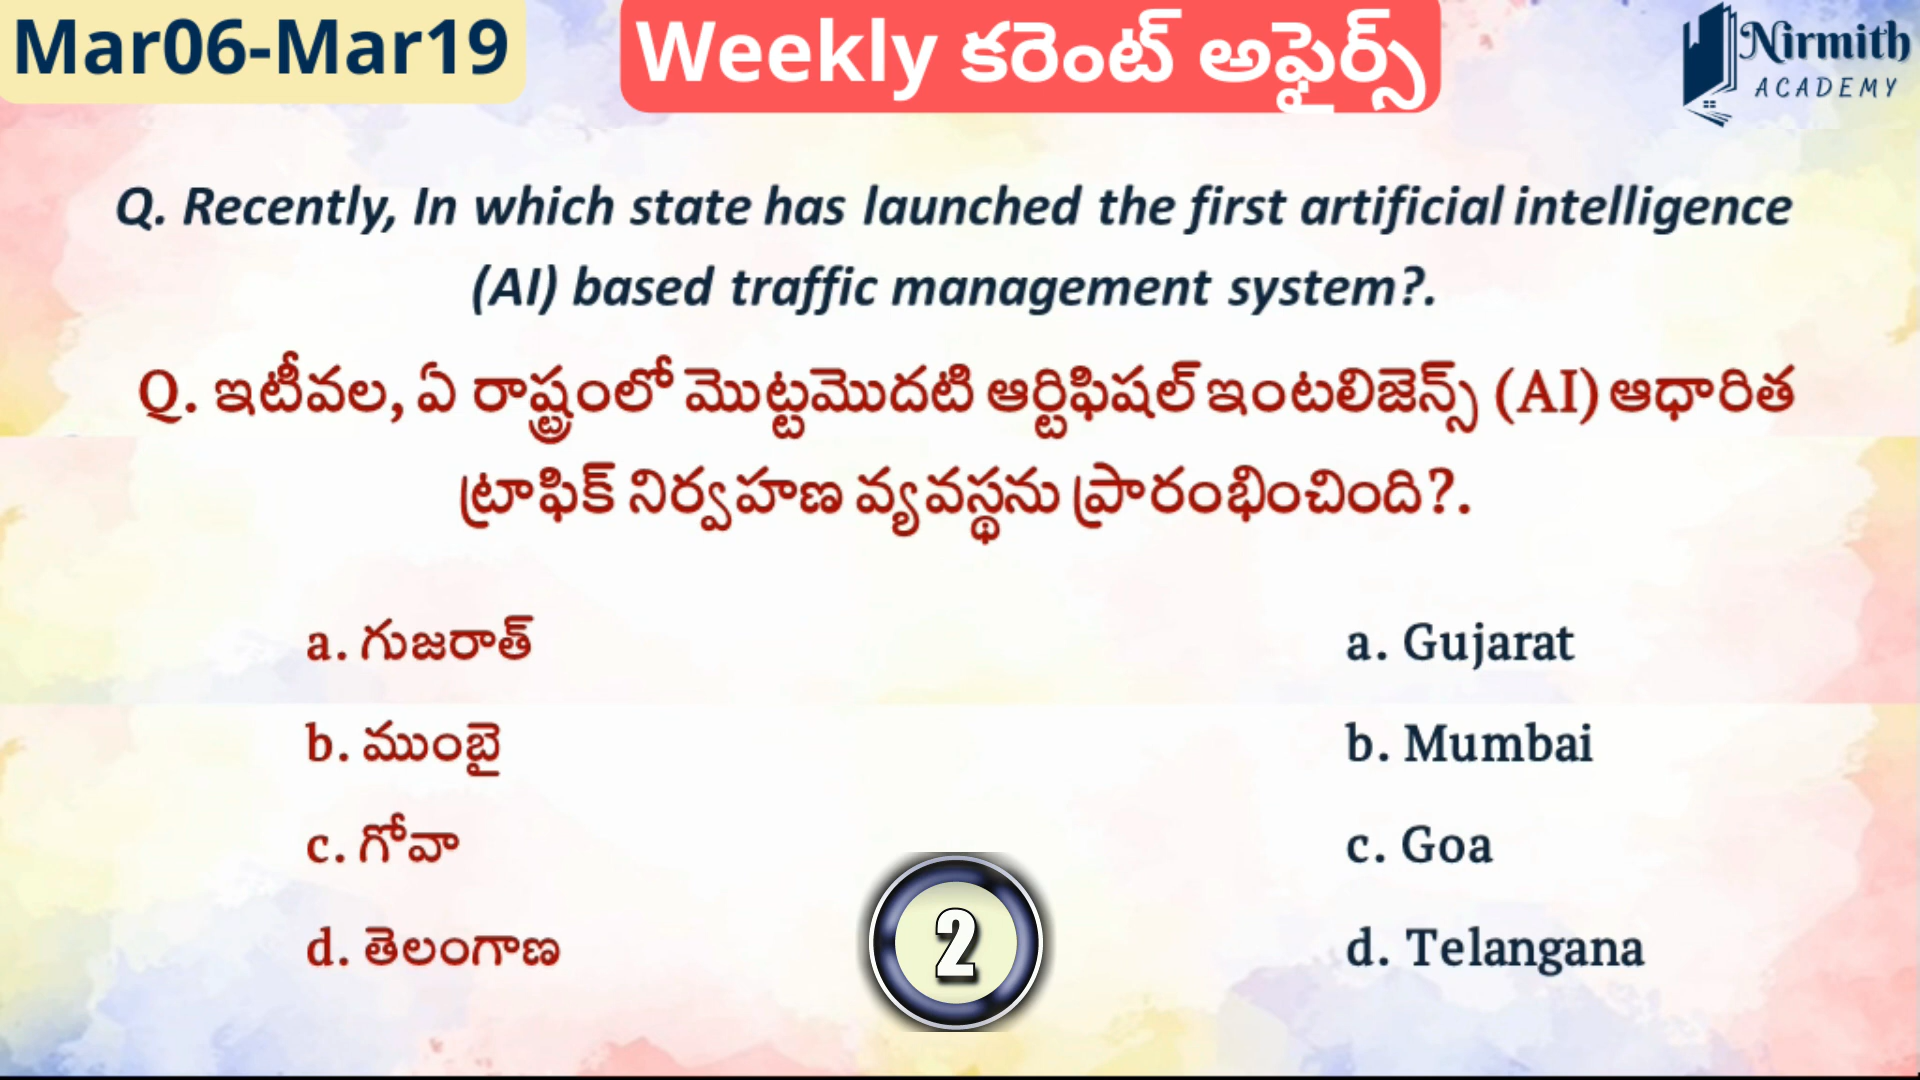 Mar06-Mar19
Weekly కరెంట్ అఫైర్స్
Nirmith
ACADEMY
Q. Recently, In which state has launched the first artificial intelligence
(AI) based traffic management system?.
Q. ఇటీవల, ఏ రాష్ట్రంలో మొట్టమొదటి ఆర్టిఫిషల్ ఇంటలిజెన్స్ (AI) ఆధారిత
ట్రాఫిక్ నిర్వహణ వ్యవస్థను ప్రారంభించింది?.
a. గుజరాత్
b. ముంబై
c. గోవా
d. తెలంగాణ
a. Gujarat
b. Mumbai
c. Goa
d. Telangana
2